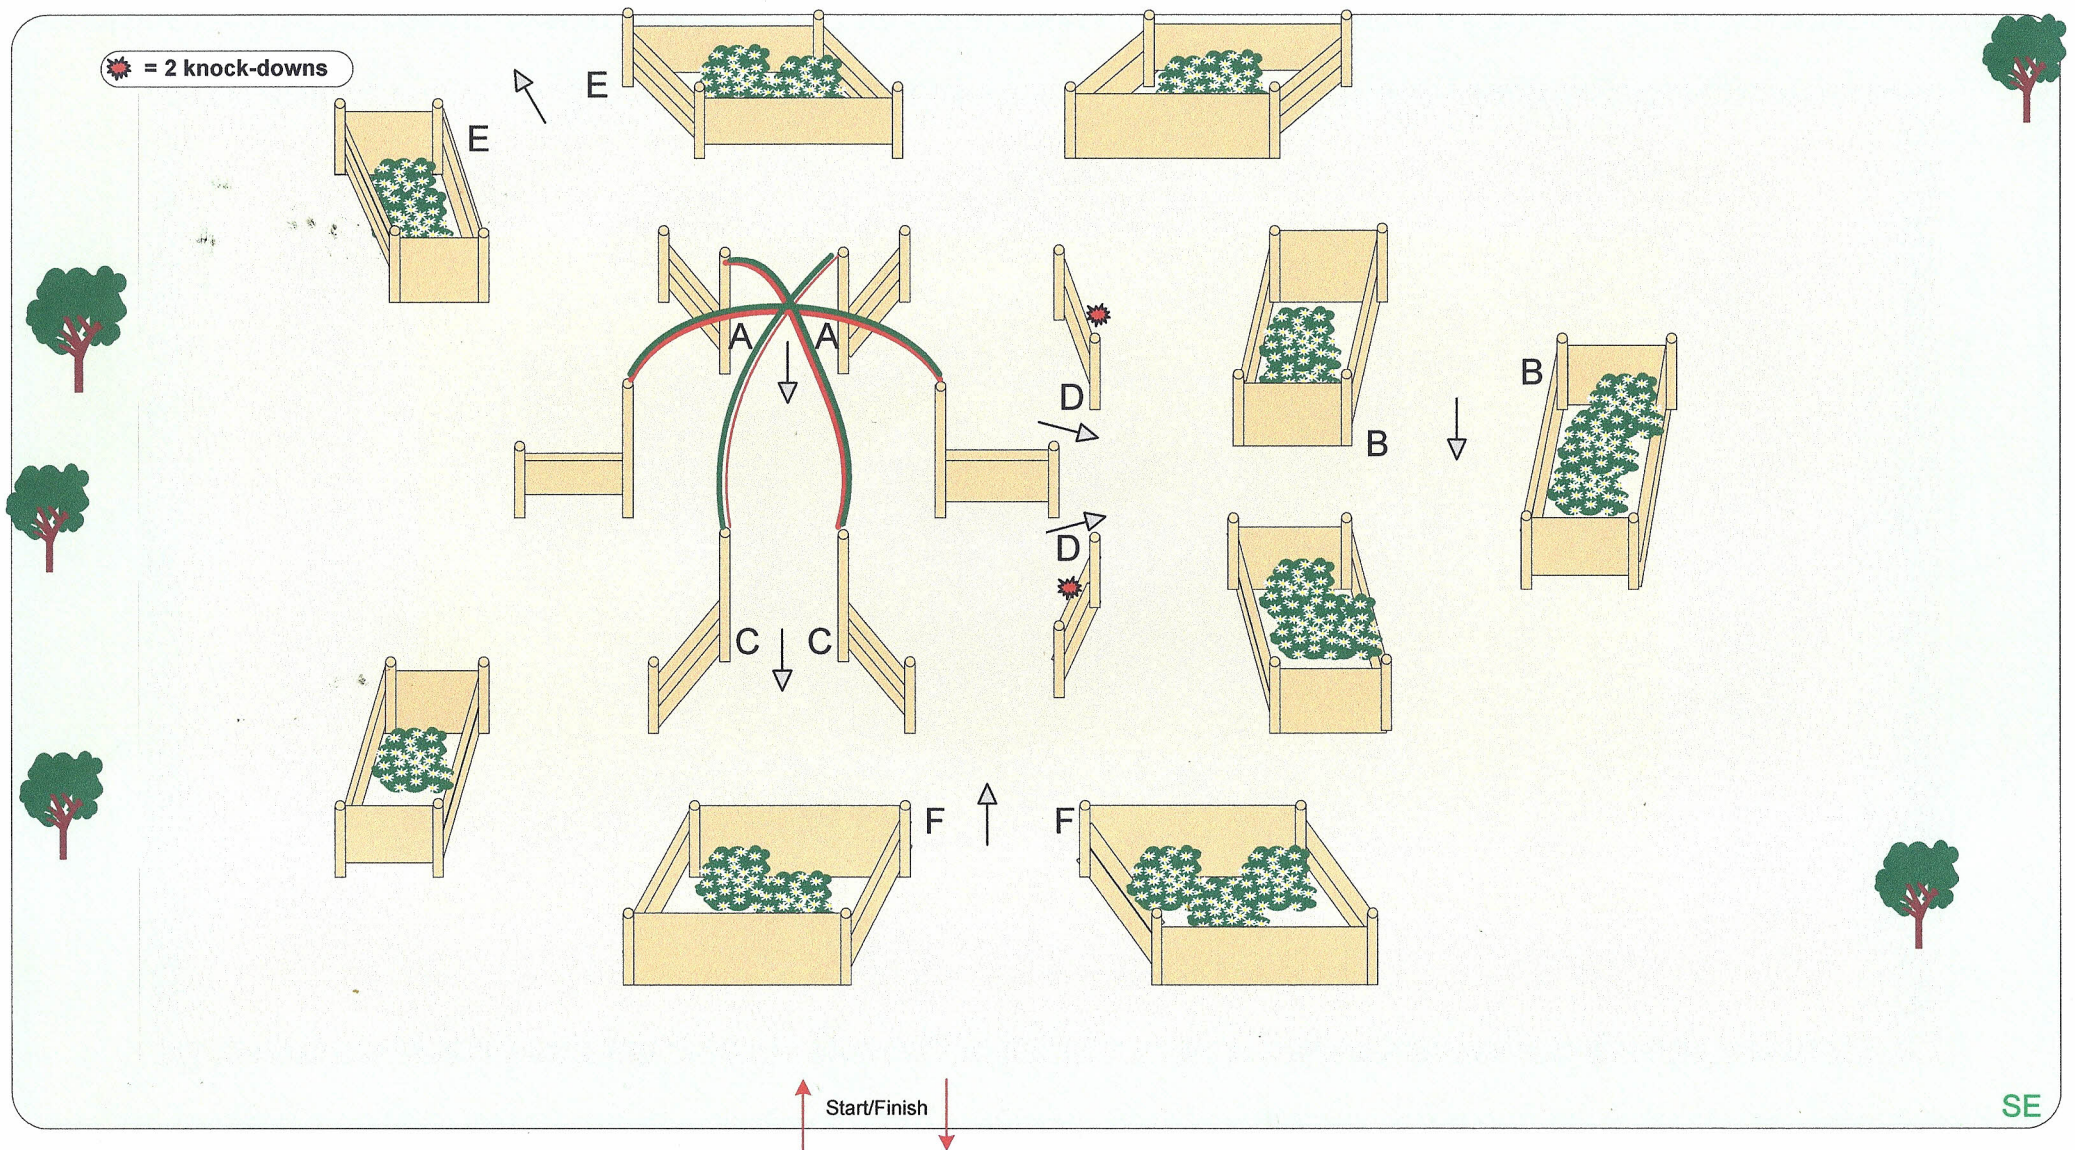 = 2 knock-downs
E
E
A A
B
D
B
D
C C
F F
Start/Finish
SE